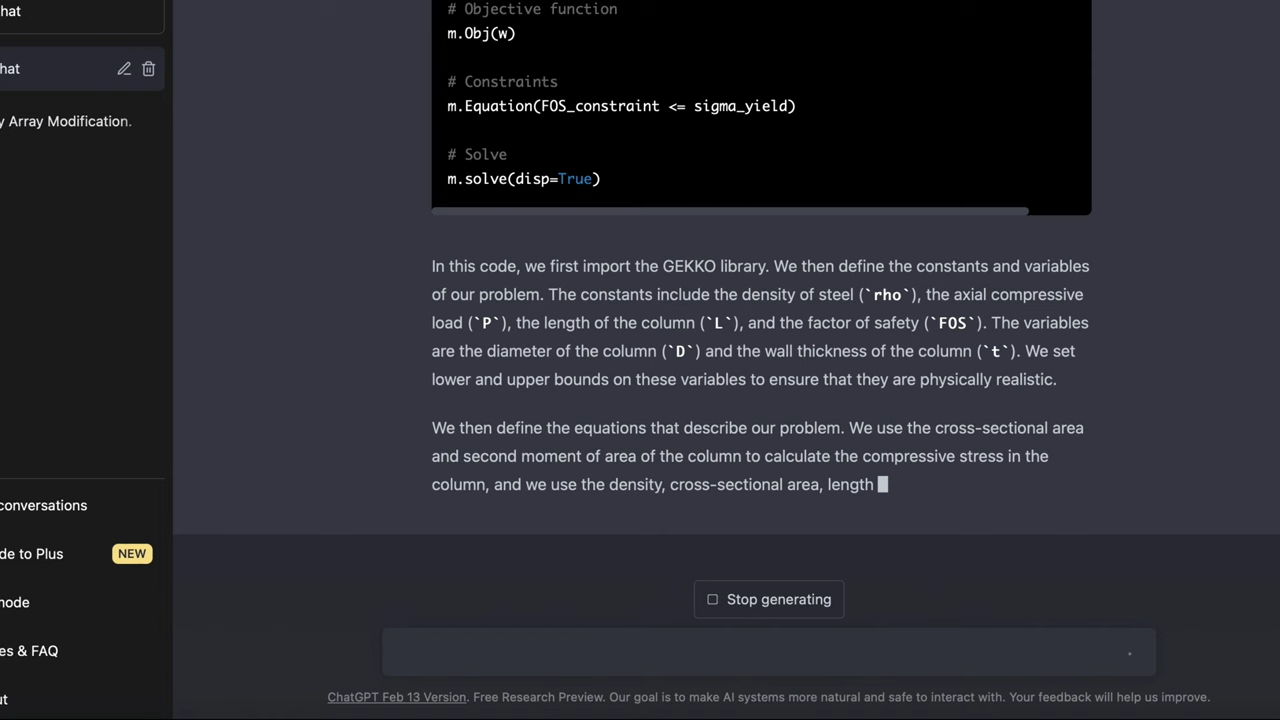 hat
hat
y Array Modification.
conversations
de to Plus NEW
node
es & FAQ
ut
# Objective function
m.Obj(w)
# Constraints
m.Equation(FOS_constraint <= sigma_yield)
# Solve
m.solve(disp=True)
In this code, we first import the GEKKO library. We then define the constants and variables
of our problem. The constants include the density of steel (`rho`), the axial compressive
load (`P`), the length of the column (`L`), and the factor of safety (`FOS`). The variables
are the diameter of the column (`D`) and the wall thickness of the column (`t`). We set
lower and upper bounds on these variables to ensure that they are physically realistic.
We then define the equations that describe our problem. We use the cross-sectional area
and second moment of area of the column to calculate the compressive stress in the
column, and we use the density, cross-sectional area, length
Stop generating
ChatGPT Feb 13 Version. Free Research Preview. Our goal is to make AI systems more natural and safe to interact with. Your feedback will help us improve.